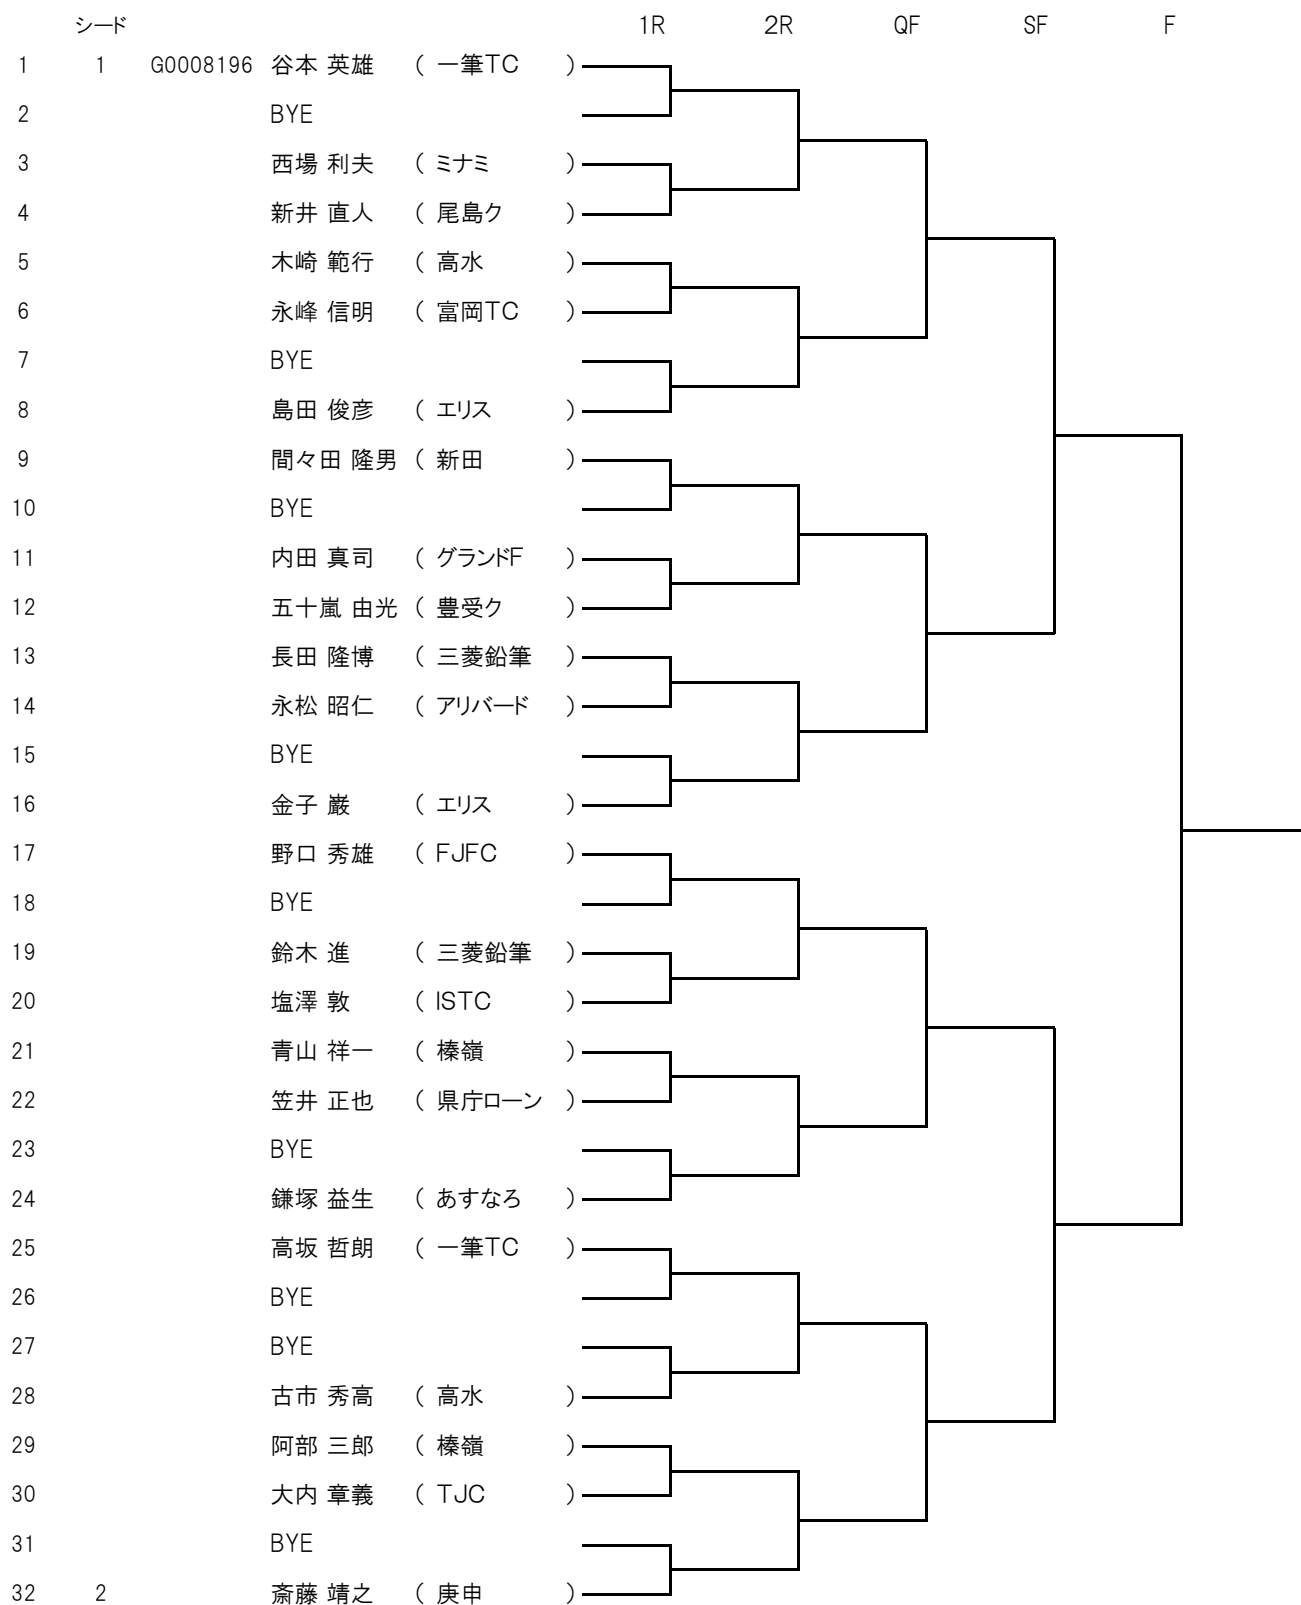 シード 1R 2R QF SF F
1 1 G0008196 谷本 英雄 ( 一筆TC )
2 BYE
3 西場 利夫 ( ミナミ )
4 新井 直人 ( 尾島ク )
5 木崎 範行 ( 高水 )
6 永峰 信明 ( 富岡TC )
7 BYE
8 島田 俊彦 ( エリス )
9 間々田 隆男 ( 新田 )
10 BYE
11 内田 真司 ( グランドF )
12 五十嵐 由光 ( 豊受ク )
13 長田 隆博 ( 三菱鉛筆 )
14 永松 昭仁 ( アリバード )
15 BYE
16 金子 巌 ( エリス )
17 野口 秀雄 ( FJFC )
18 BYE
19 鈴木 進 ( 三菱鉛筆 )
20 塩澤 敦 ( ISTC )
21 青山 祥一 ( 榛嶺 )
22 笠井 正也 ( 県庁ローン )
23 BYE
24 鎌塚 益生 ( あすなろ )
25 高坂 哲朗 ( 一筆TC )
26 BYE
27 BYE
28 古市 秀高 ( 高水 )
29 阿部 三郎 ( 榛嶺 )
30 大内 章義 ( TJC )
31 BYE
32 2 斎藤 靖之 ( 庚申 )